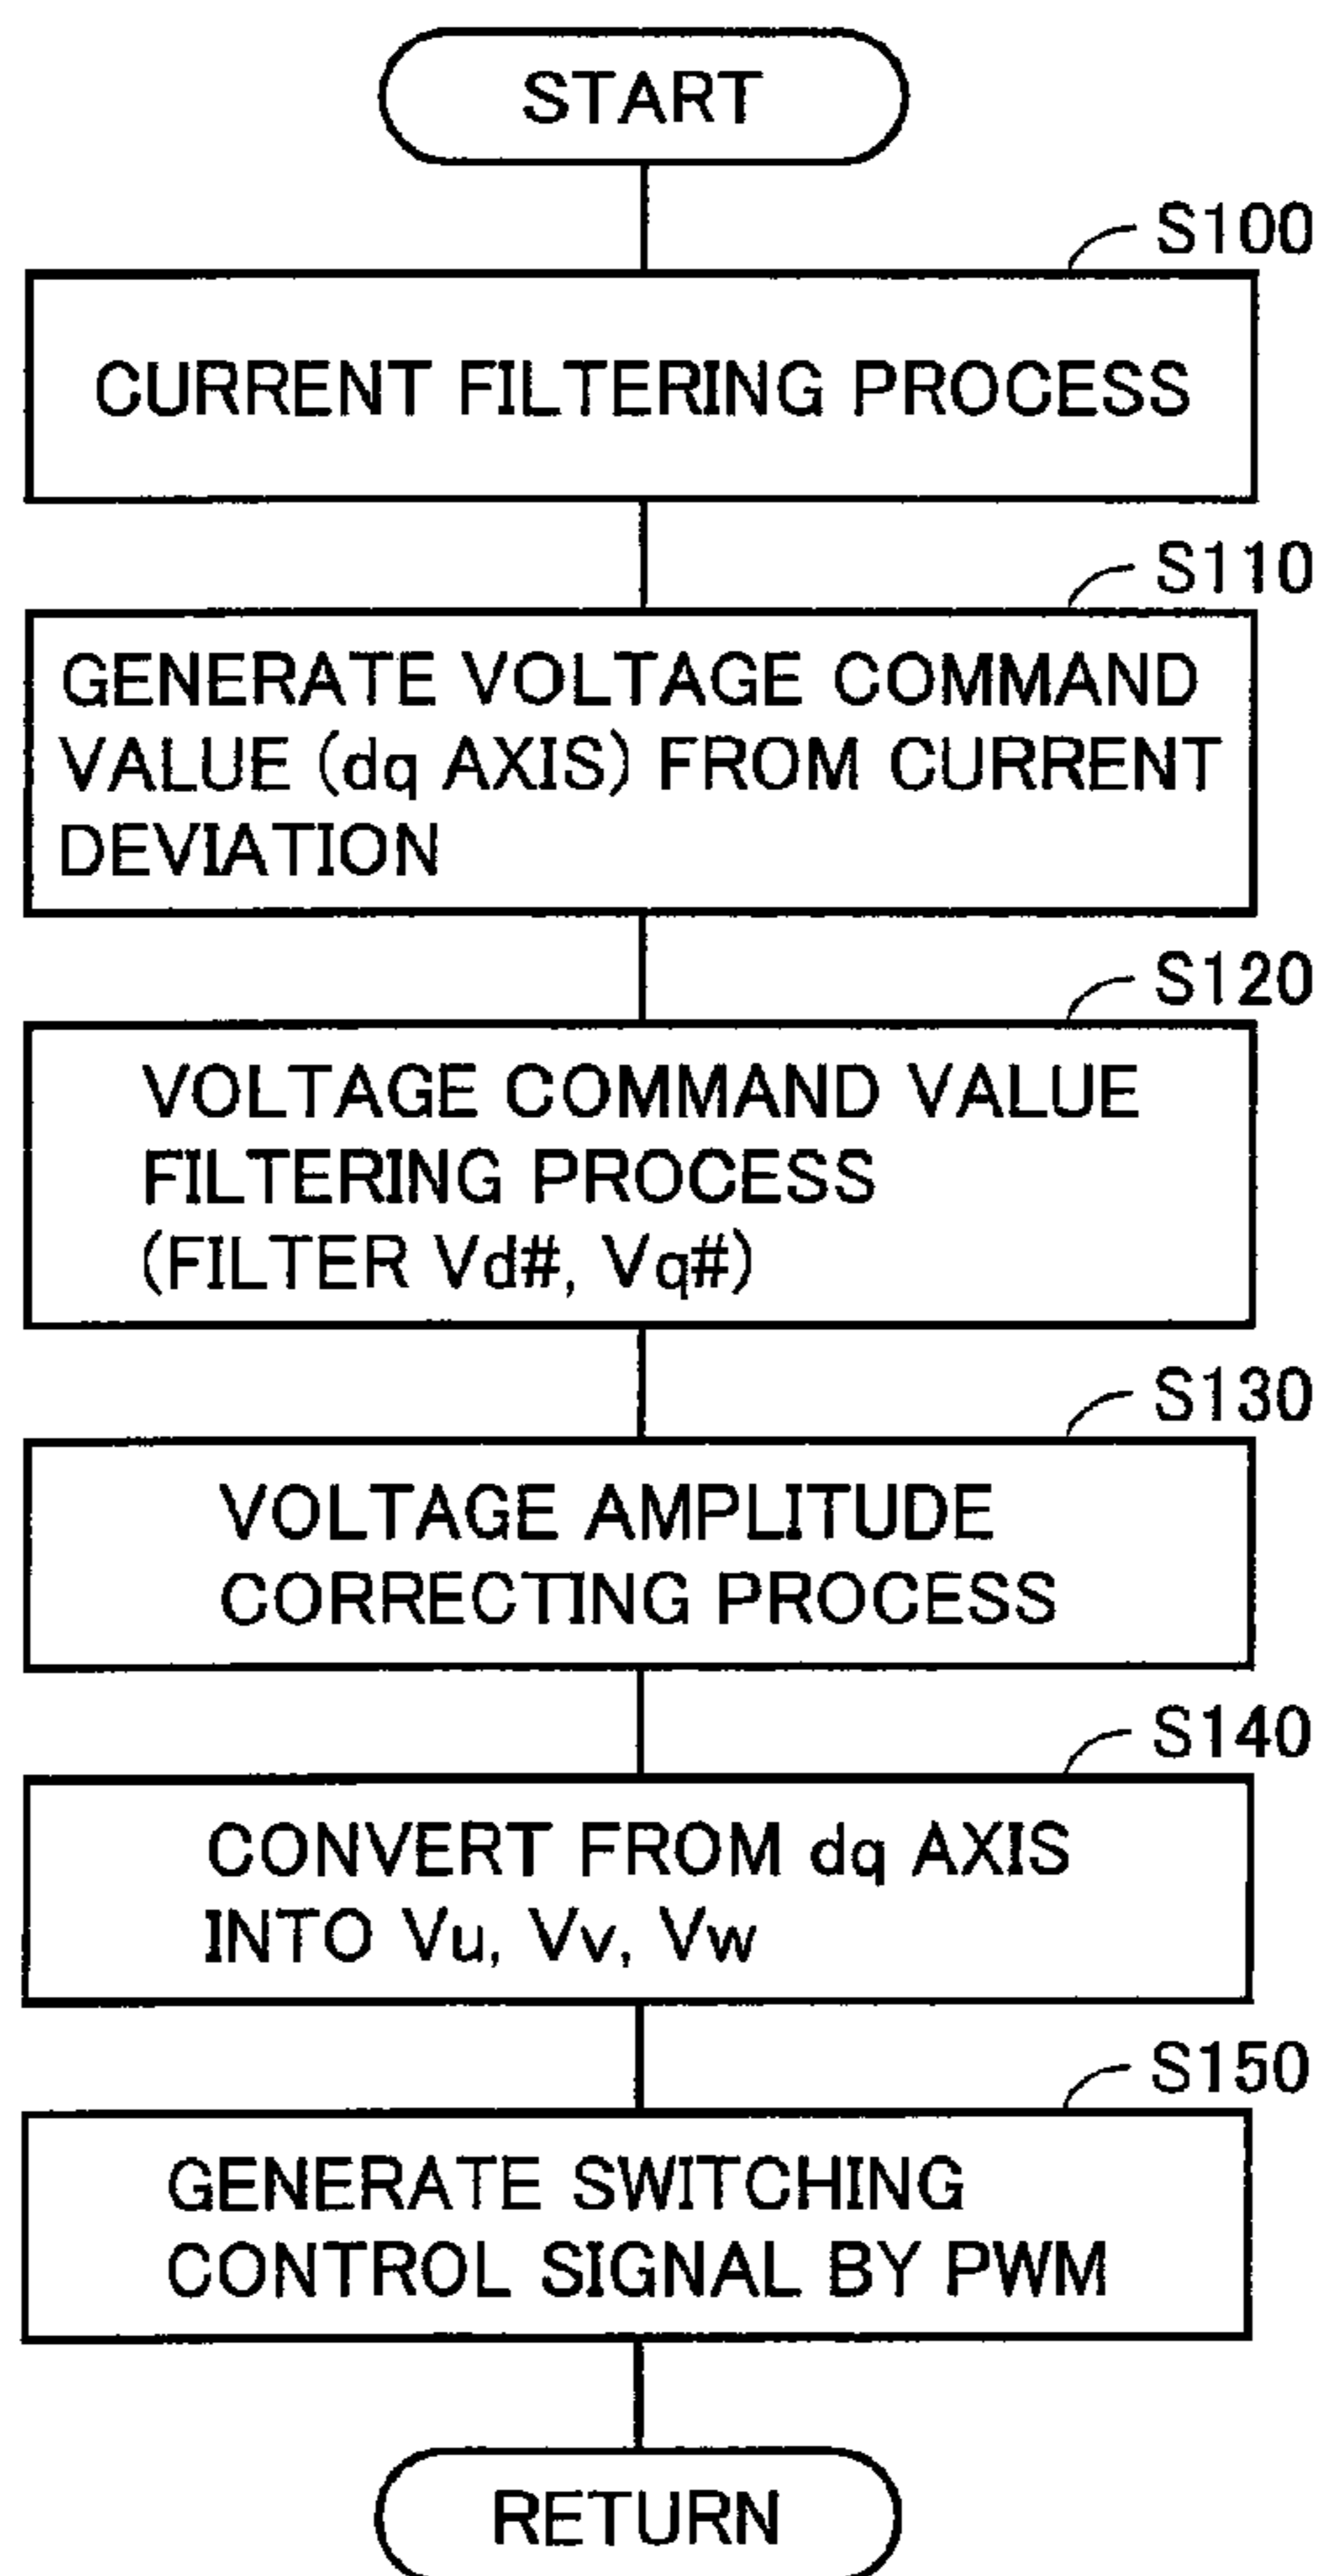 START
S100
CURRENT FILTERING PROCESS
S110
GENERATE VOLTAGE COMMAND
VALUE (dq AXIS) FROM CURRENT
DEVIATION
S120
VOLTAGE COMMAND VALUE
FILTERING PROCESS
(FILTER Vd#, Vq#)
S130
VOLTAGE AMPLITUDE
CORRECTING PROCESS
S140
CONVERT FROM dq AXIS
INTO Vu, Vv, Vw
S150
GENERATE SWITCHING
CONTROL SIGNAL BY PWM
RETURN